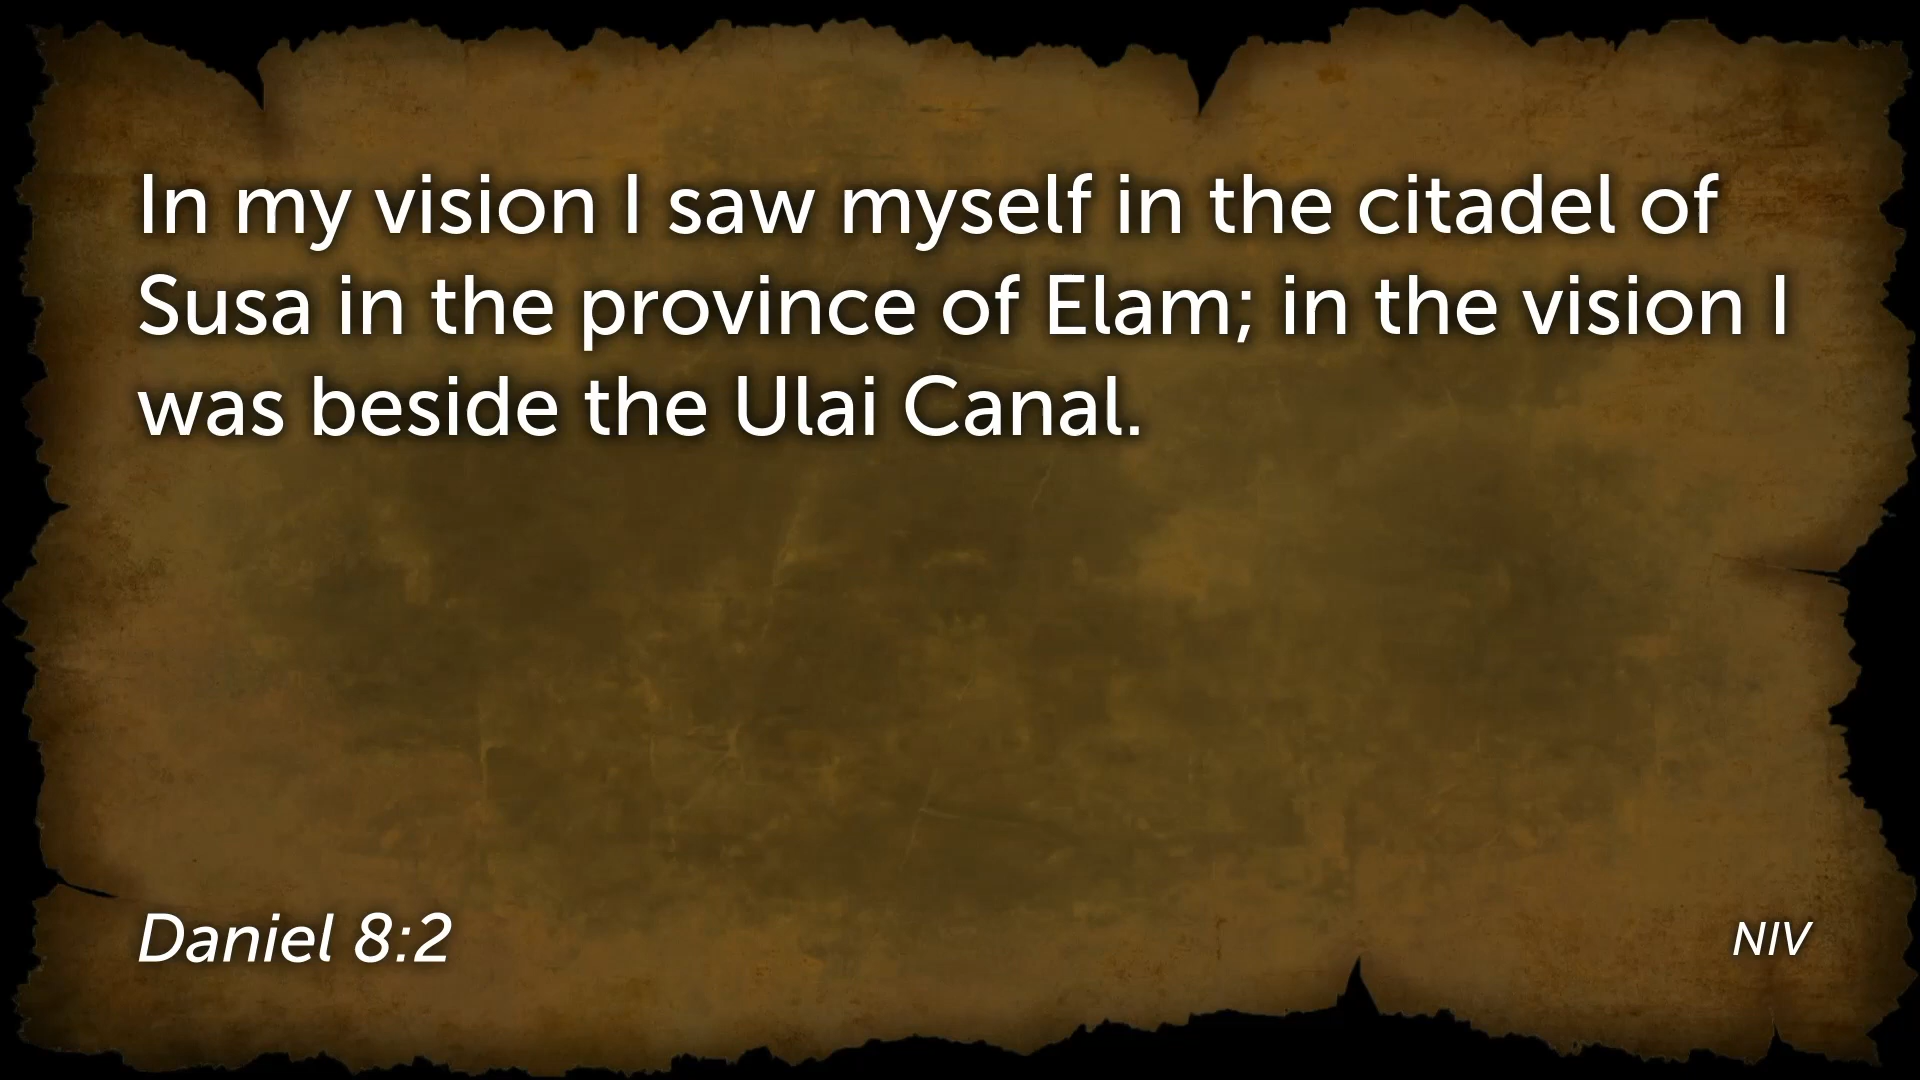 In my vision I saw myself in the citadel of
Susa in the province of Elam; in the vision I
was beside the Ulai Canal.
Daniel 8:2
NIV